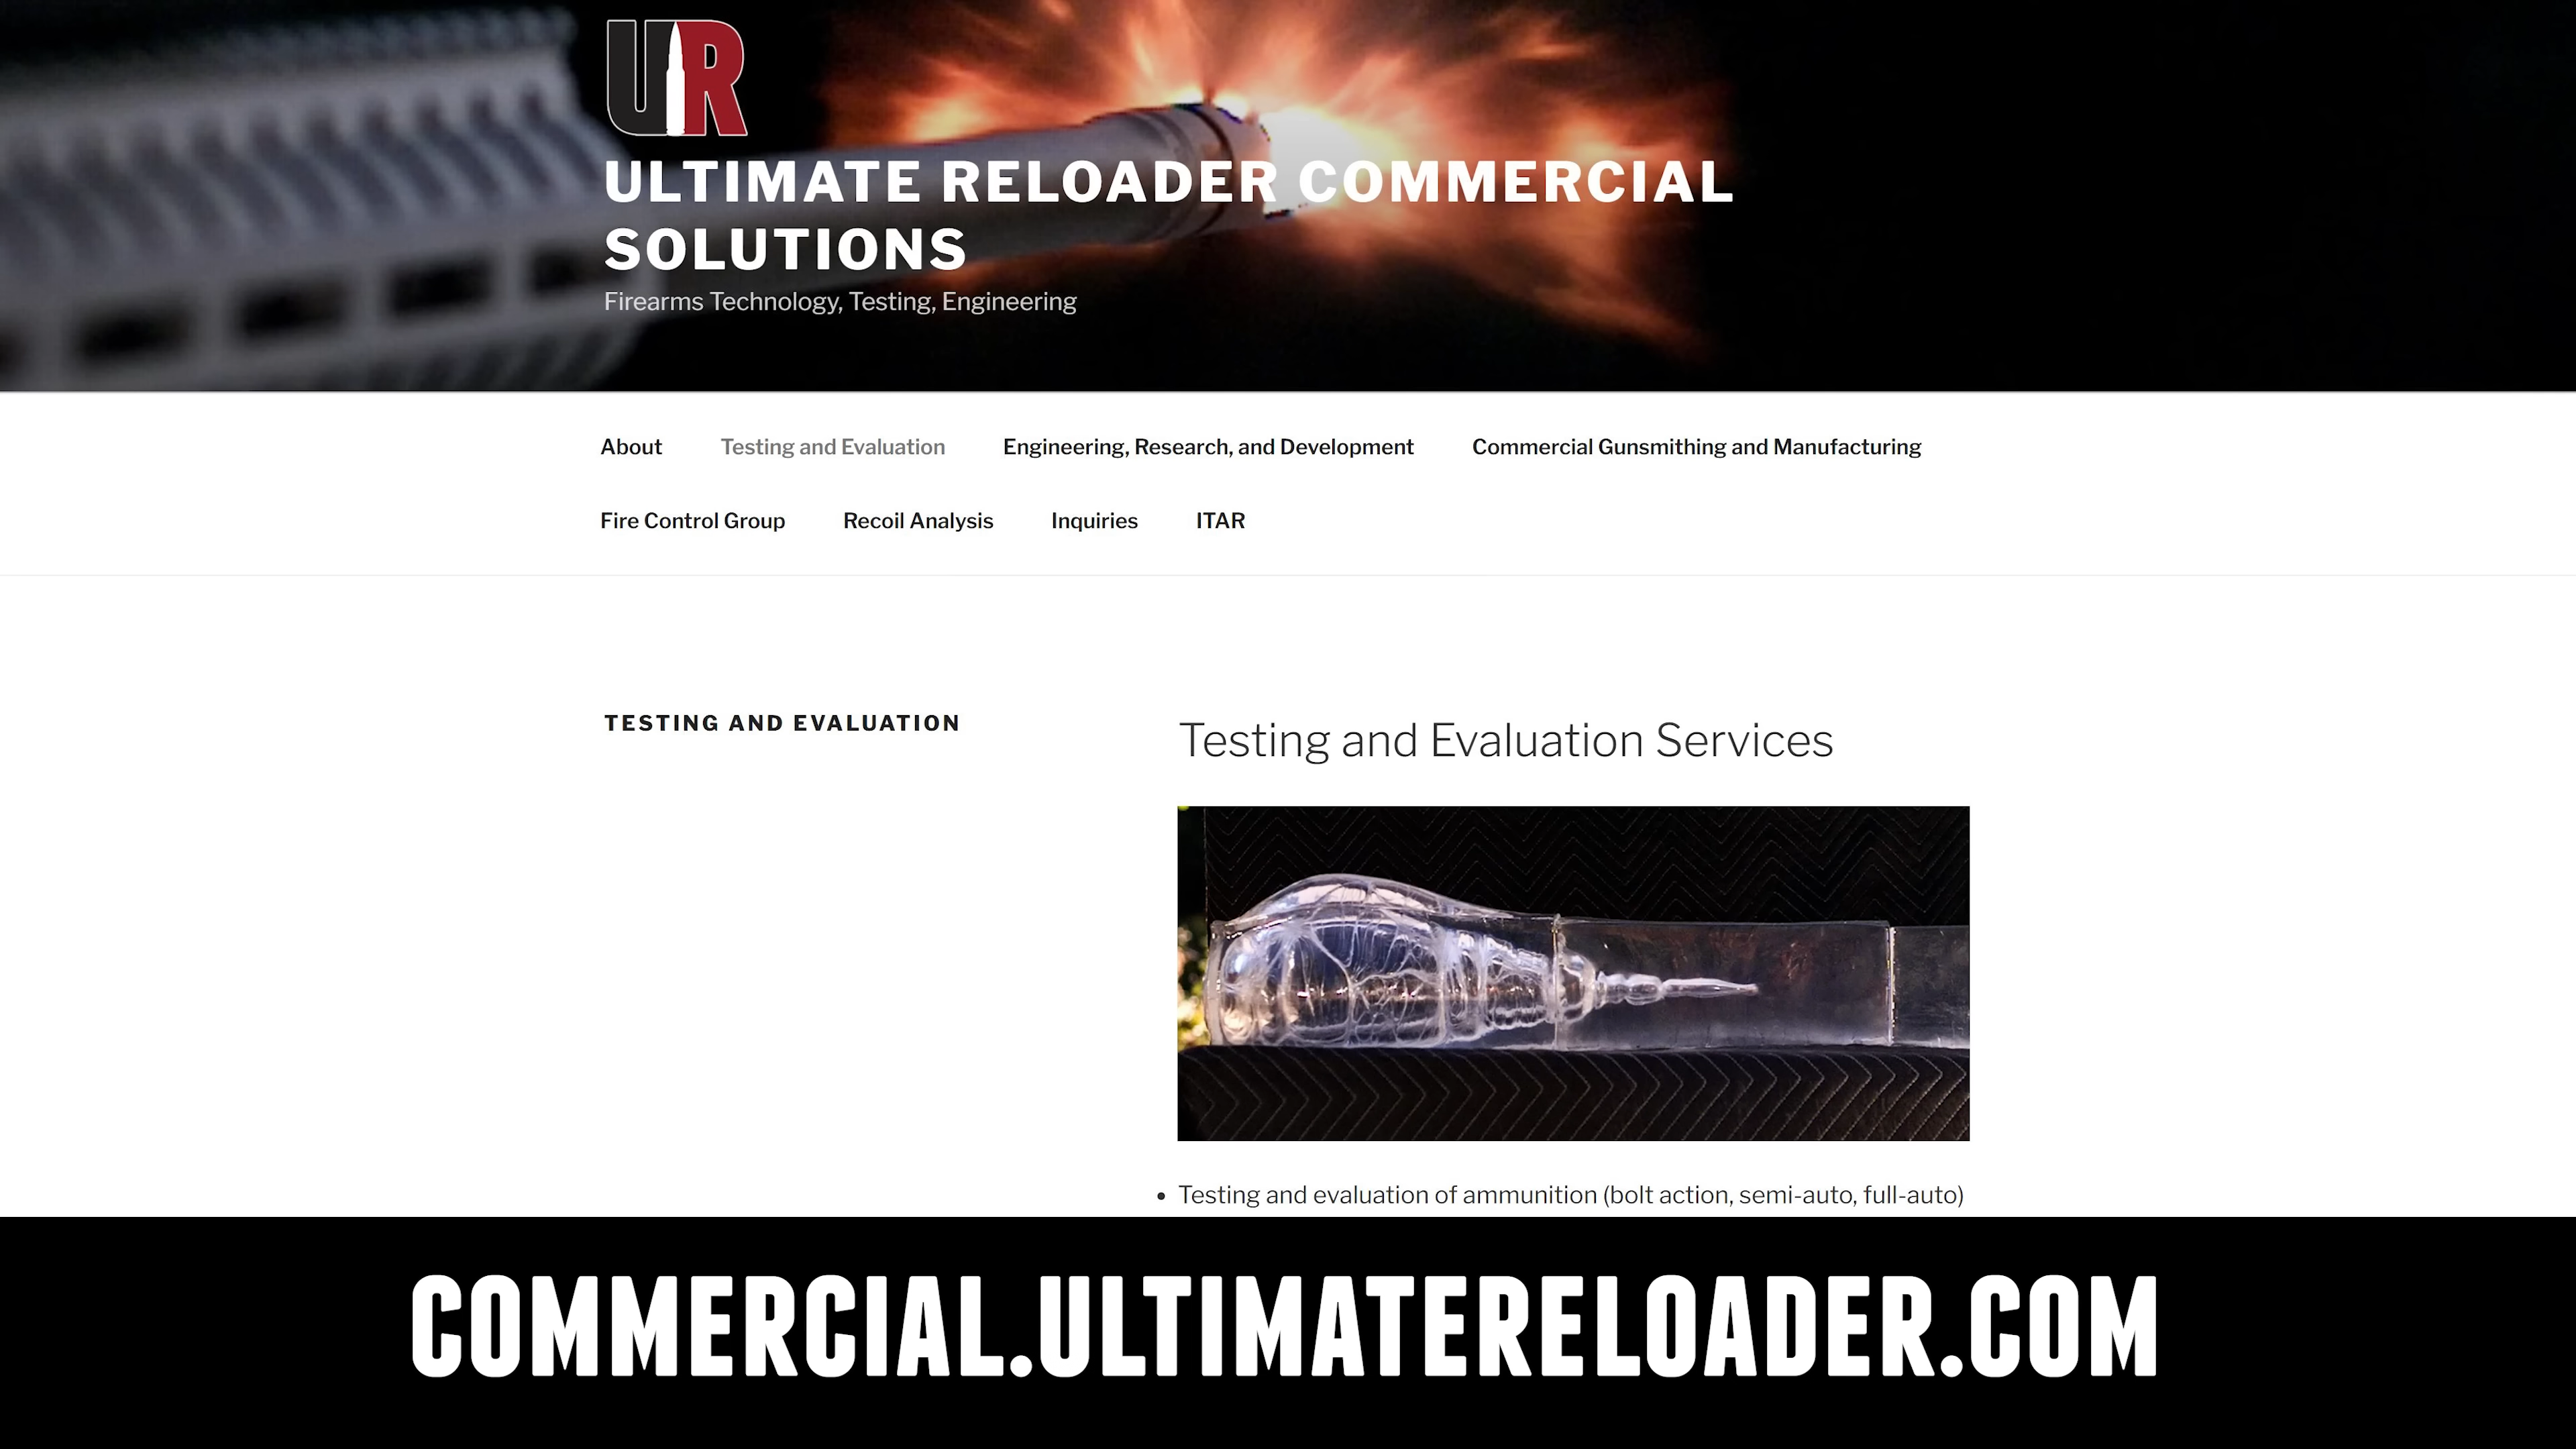 UR
ULTIMATE RELOADER COMMERCIAL
SOLUTIONS
Firearms Technology, Testing, Engineering
About Testing and Evaluation Engineering, Research, and Development Commercial Gunsmithing and Manufacturing
Fire Control Group Recoil Analysis Inquiries ITAR
TESTING AND EVALUATION
Testing and Evaluation Services
• Testing and evaluation of ammunition (bolt action, semi-auto, full-auto)
COMMERCIAL.ULTIMATERELOADER.COM